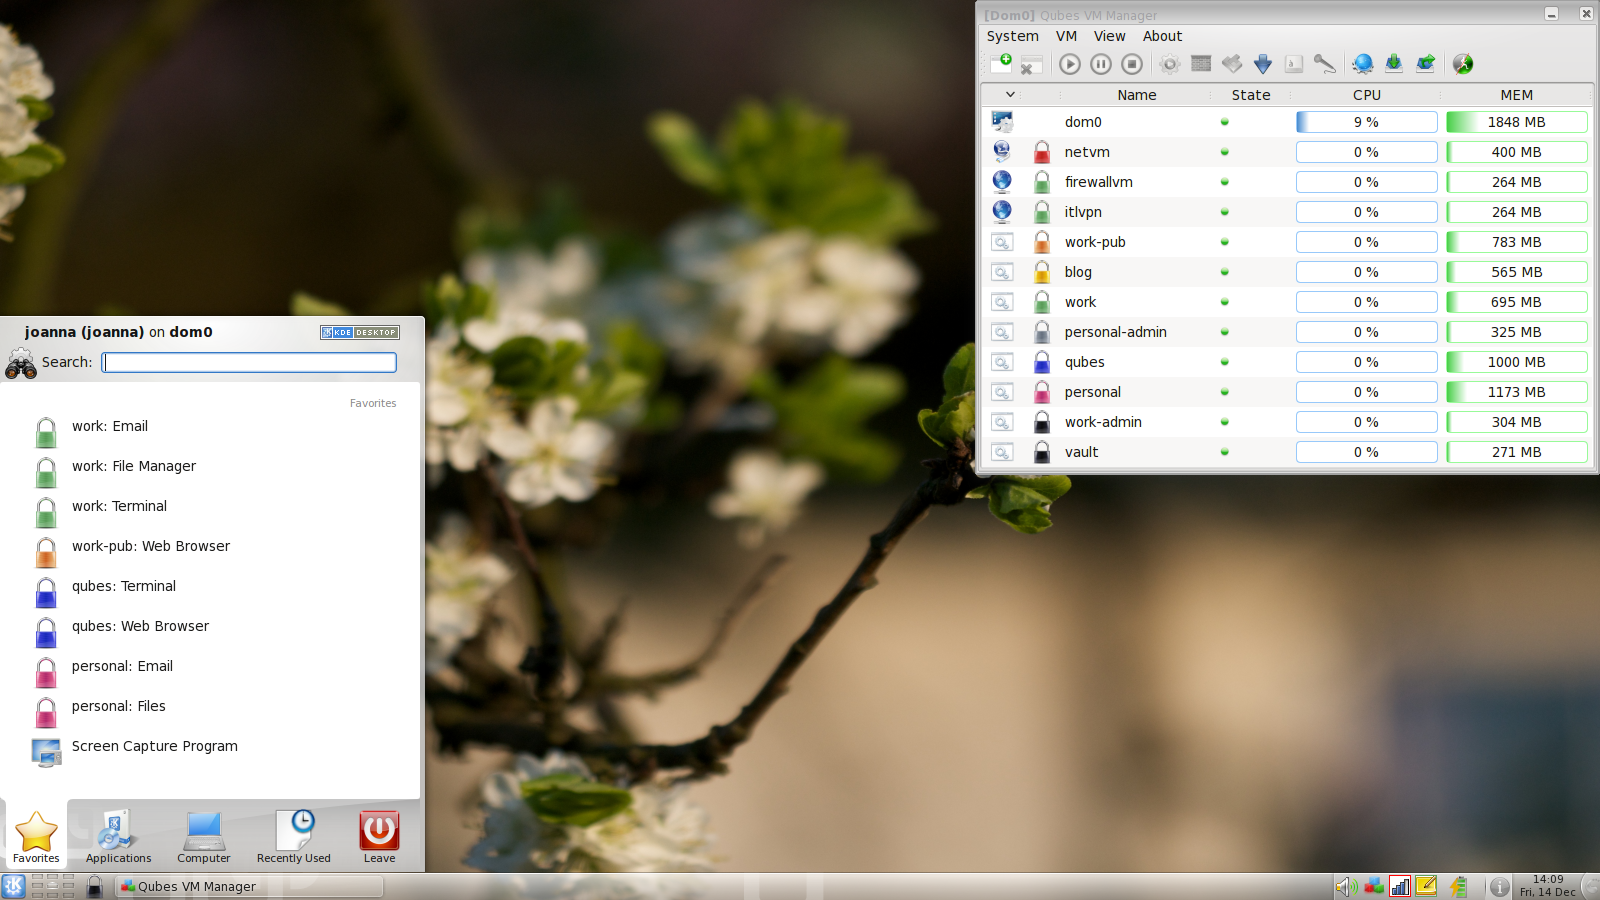 [Dom0] Qubes VM Manager
System VM View About
Name State CPU MEM
dom0 9 % 1848 MB
netvm 0 % 400 MB
firewallvm 0 % 264 MB
itlvpn 0 % 264 MB
work-pub 0 % 783 MB
blog 0 % 565 MB
work 0 % 695 MB
personal-admin 0 % 325 MB
qubes 0 % 1000 MB
personal 0 % 1173 MB
work-admin 0 % 304 MB
vault 0 % 271 MB
joanna (joanna) on dom0
KDE DESKTOP
Search:
Favorites
work: Email
work: File Manager
work: Terminal
work-pub: Web Browser
qubes: Terminal
qubes: Web Browser
personal: Email
personal: Files
Screen Capture Program
Favorites Applications Computer Recently Used Leave
Qubes VM Manager
14:09
Fri, 14 Dec